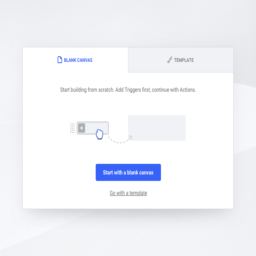 BLANK CANVAS
TEMPLATE
Start building from scratch. Add Triggers first, continue with Actions.
Start with a blank canvas
Go with a template